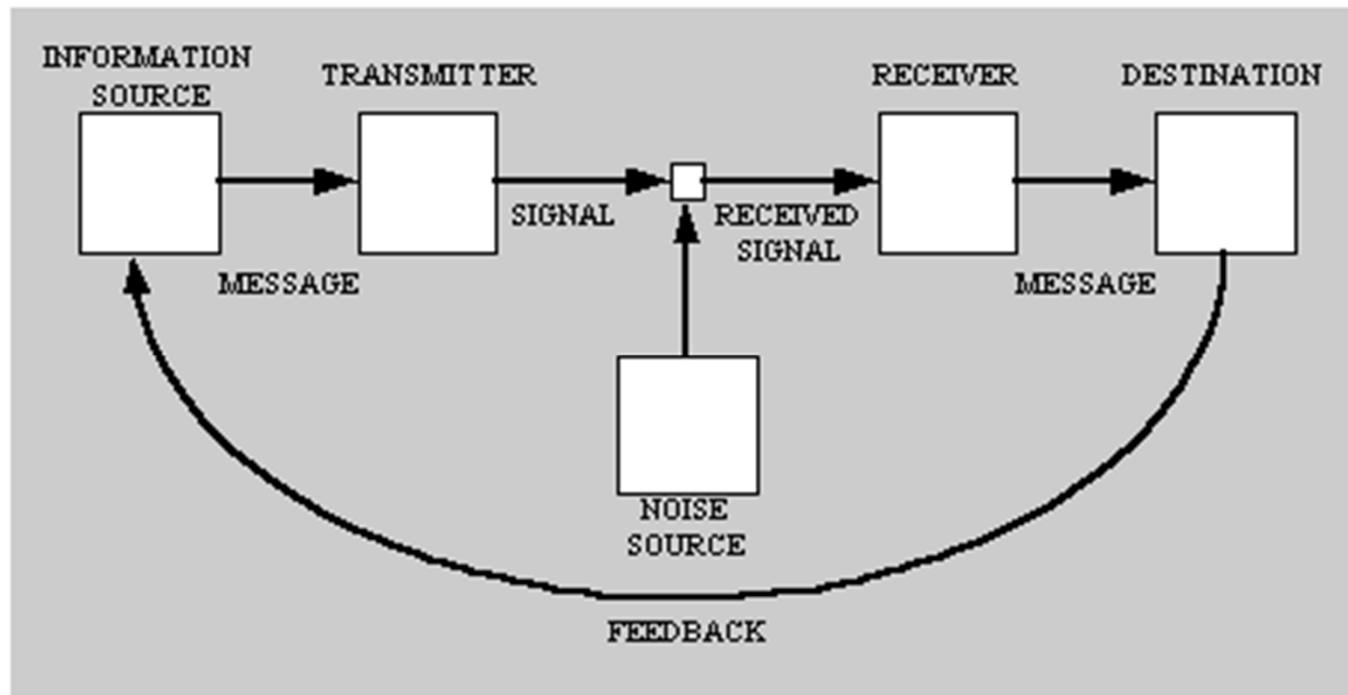 INFORMATION
SOURCE
TRANSMITTER
RECEIVER
DESTINATION
SIGNAL
RECEIVED
SIGNAL
MESSAGE
MESSAGE
NOISE
SOURCE
FEEDBACK